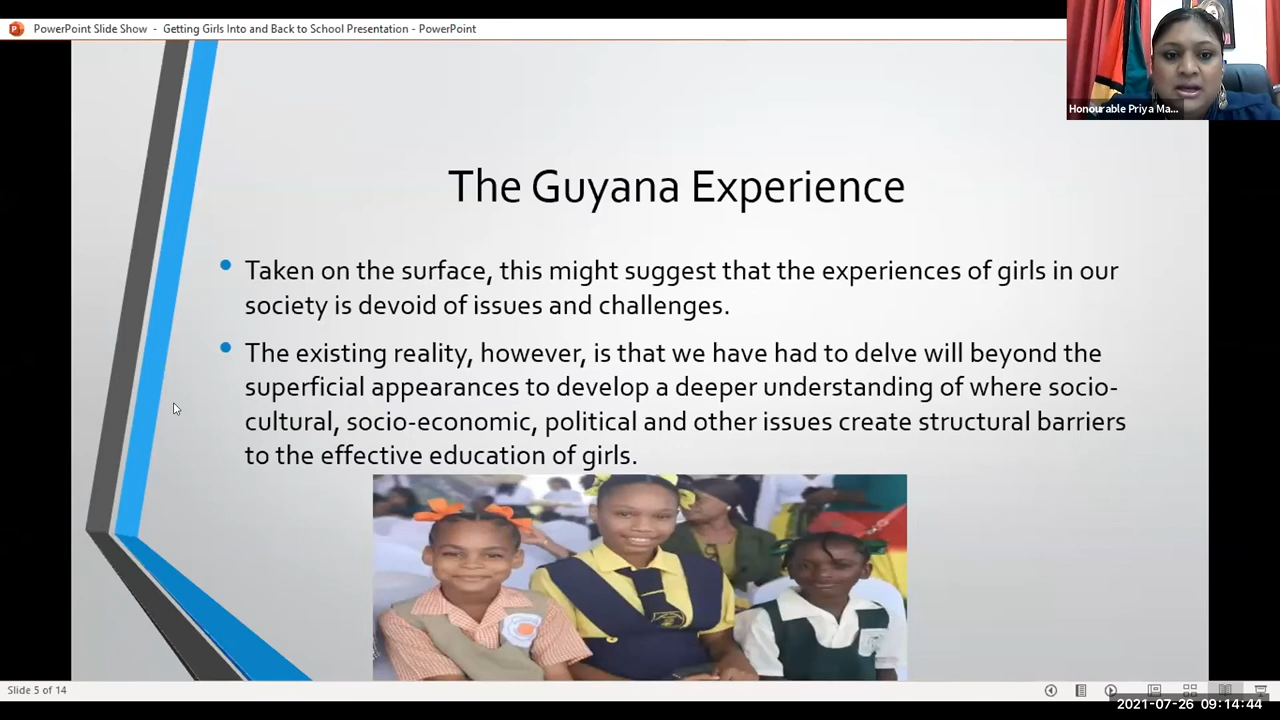 PowerPoint Slide Show - Getting Girls Into and Back to School Presentation - PowerPoint
Honourable Priya Ma...
The Guyana Experience
Taken on the surface, this might suggest that the experiences of girls in our
society is devoid of issues and challenges.
The existing reality, however, is that we have had to delve will beyond the
superficial appearances to develop a deeper understanding of where socio-
cultural, socio-economic, political and other issues create structural barriers
to the effective education of girls.
Slide 5 of 14
2021-07-26 09:14:44